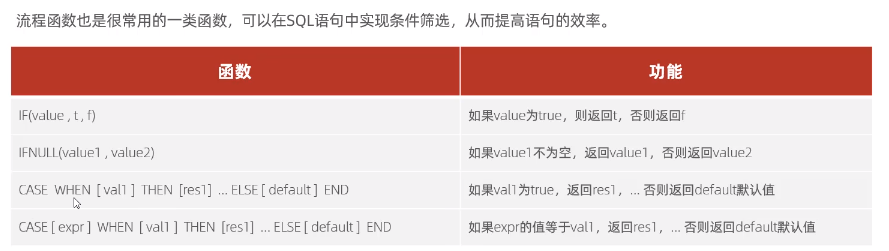 流程函数也是很常用的一类函数，可以在SQL语句中实现条件筛选，从而提高语句的效率。
函数 功能
IF(value , t , f) 如果value为true，则返回t，否则返回f
IFNULL(value1 , value2) 如果value1不为空，返回value1，否则返回value2
CASE WHEN [ val1 ] THEN [res1] ... ELSE [ default ] END 如果val1为true，返回res1，... 否则返回default默认值
CASE [ expr ] WHEN [ val1 ] THEN [res1] ... ELSE [ default ] END 如果expr的值等于val1，返回res1，... 否则返回default默认值